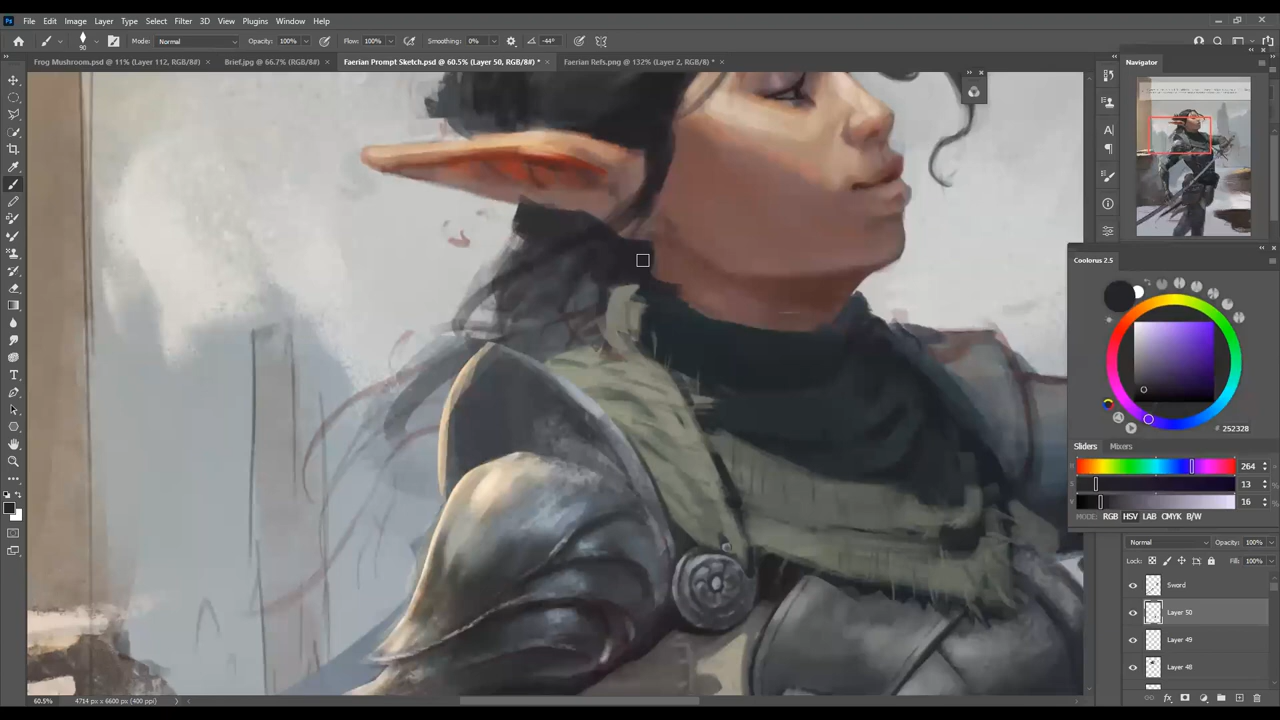 Ps File Edit Image Layer Type Select Filter 3D View Plugins Window Help
90 Mode: Normal Opacity: 100% Flow: 100% Smoothing: 0% -44°
Frog Mushroom.psd @ 11% (Layer 112, RGB/8#) × Brief.jpg @ 66.7% (RGB/8#) × Faerian Prompt Sketch.psd @ 60.5% (Layer 50, RGB/8#) * × Faerian Refs.png @ 132% (Layer 2, RGB/8) * ×
Navigator
Coolorus 2.5
# 252328
Sliders Mixers
H 264
S 13 %
V 16 %
MODE: RGB HSV LAB CMYK B/W
Normal Opacity: 100%
Lock: Fill: 100%
Sword
Layer 50
Layer 49
Layer 48
60.5% 4714 px x 6600 px (400 ppi)